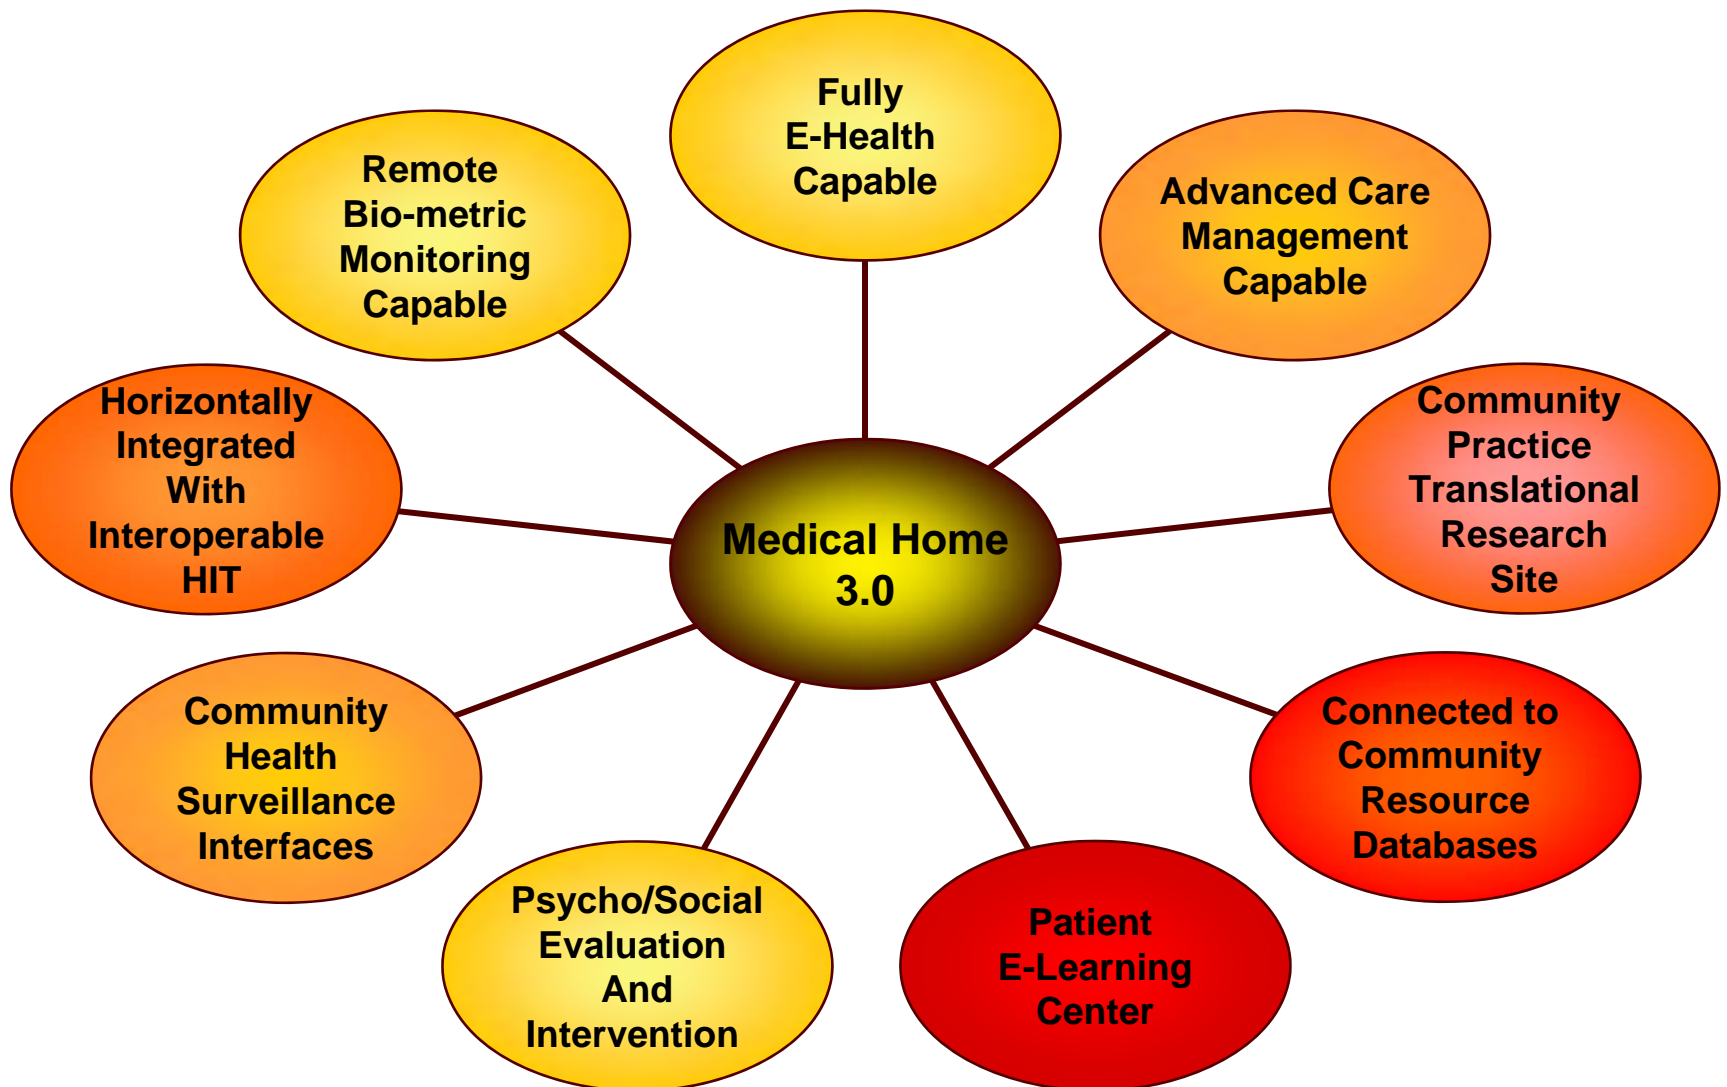 Fully
E-Health
Capable
Remote
Bio-metric
Monitoring
Capable
Advanced Care
Management
Capable
Horizontally
Integrated
With
Interoperable
HIT
Community
Practice
Translational
Research
Site
Medical Home
3.0
Community
Health
Surveillance
Interfaces
Connected to
Community
Resource
Databases
Psycho/Social
Evaluation
And
Intervention
Patient
E-Learning
Center